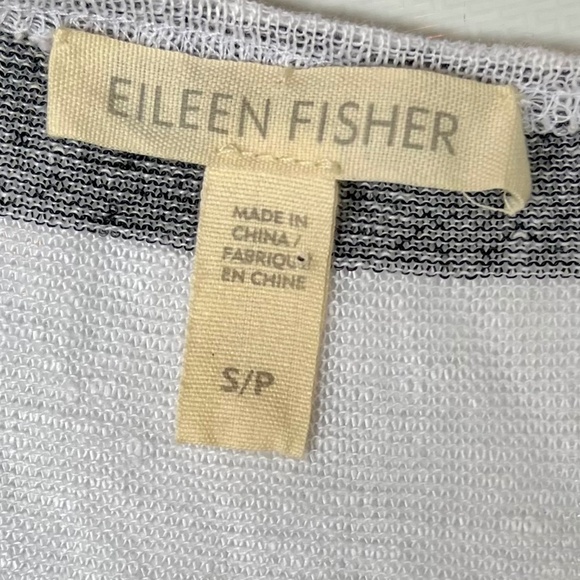 EILEEN FISHER
MADE IN
CHINA/
FABRIQUÉ
EN CHINE
S/P